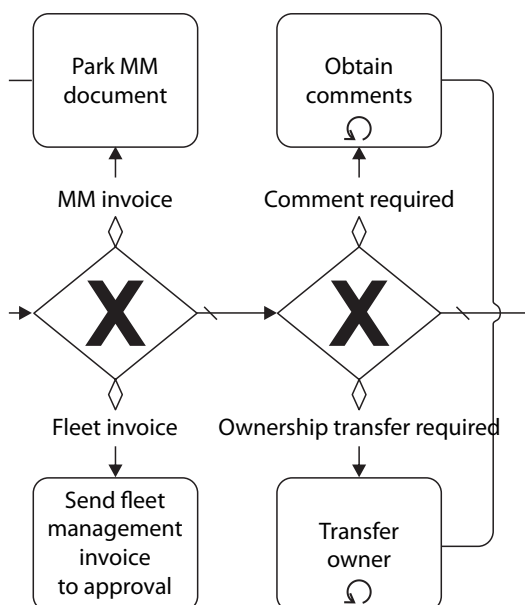 Park MM
document
Obtain
comments
MM invoice
Comment required
X
X
Fleet invoice
Ownership transfer required
Send fleet
management
invoice
to approval
Transfer
owner